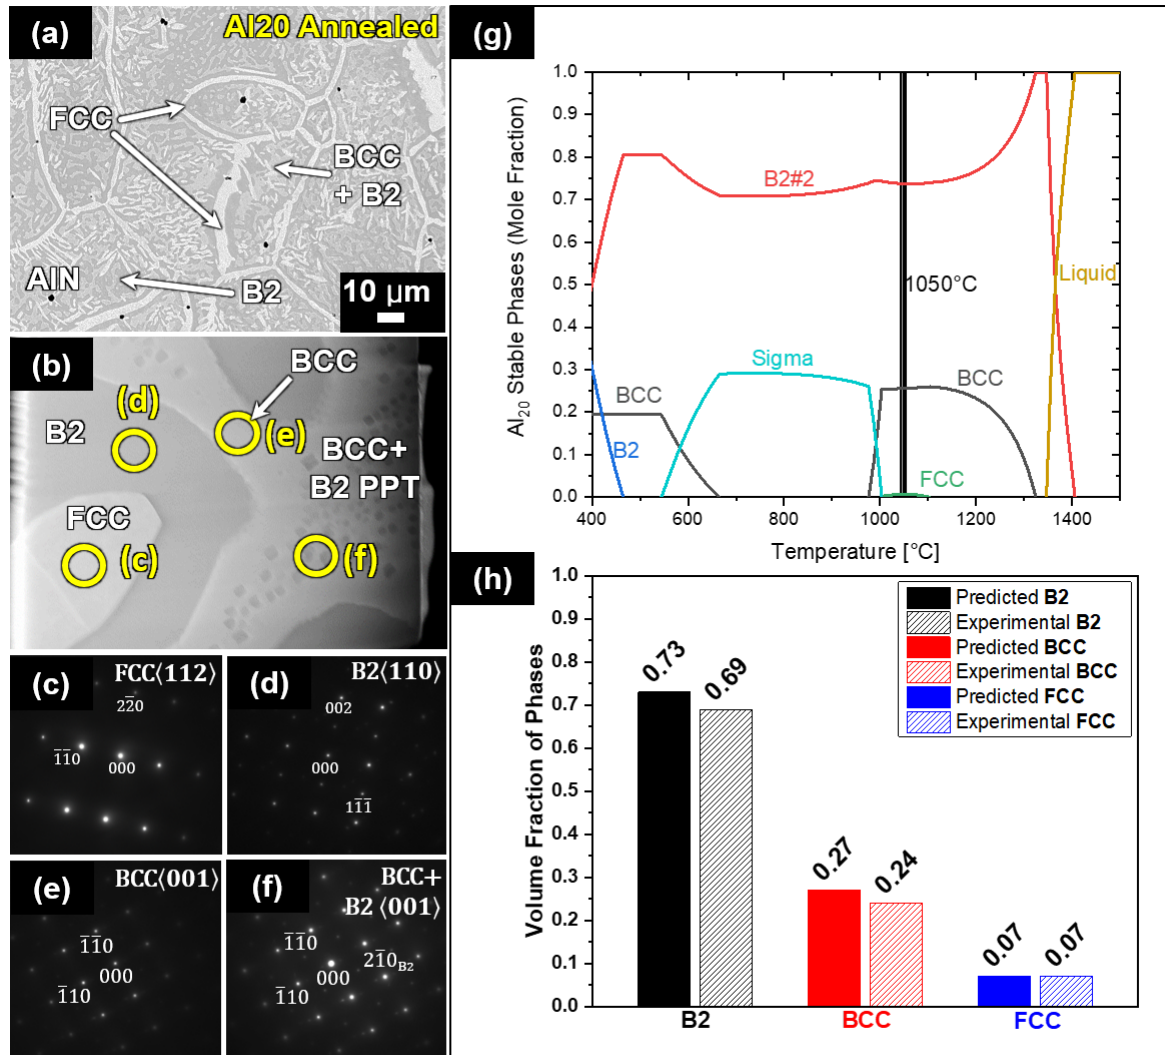 (a)
Al20 Annealed
FCC
BCC
+ B2
AlN
B2
10 µm
(b)
BCC
(d)
B2
(e)
BCC+
B2 PPT
FCC
(c)
(f)
(c)
FCC⟨112⟩
22̅0
1̅1̅0
000
(d)
B2⟨110⟩
002
000
11̅1̅
(e)
BCC⟨001⟩
1̅1̅0
000
1̅10
(f)
BCC+
B2 ⟨001⟩
1̅1̅0
21̅0B2
000
1̅10
(g)
Al20 Stable Phases (Mole Fraction)
1.0
0.9
0.8
0.7
0.6
0.5
0.4
0.3
0.2
0.1
0.0
B2#2
Liquid
1050°C
Sigma
BCC
BCC
B2
FCC
400
600
800
1000
1200
1400
Temperature [°C]
(h)
Volume Fraction of Phases
1.0
0.9
0.8
0.7
0.6
0.5
0.4
0.3
0.2
0.1
0.0
Predicted B2
Experimental B2
Predicted BCC
Experimental BCC
Predicted FCC
Experimental FCC
0.73
0.69
0.27
0.24
0.07
0.07
B2
BCC
FCC